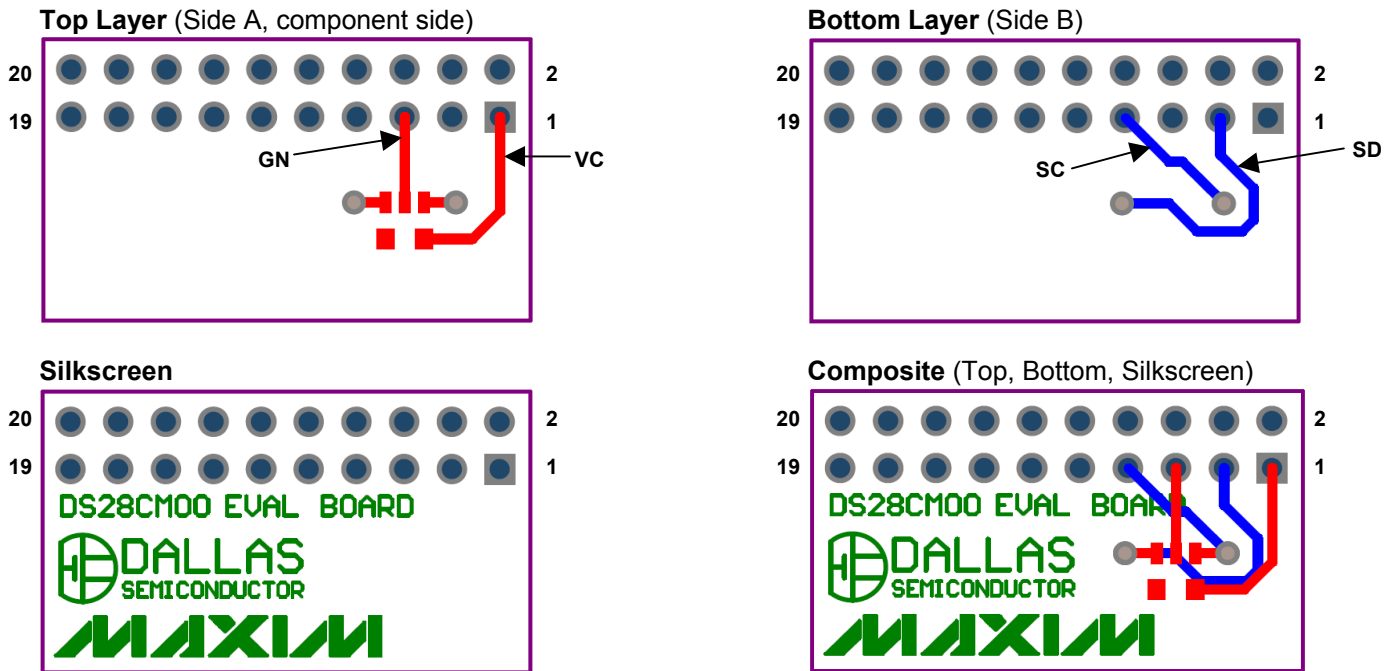 Top Layer (Side A, component side)
20
2
19
1
GN
VC
Bottom Layer (Side B)
20
2
19
1
SC
SD
Silkscreen
20
2
19
1
DS28CM00 EVAL BOARD
DALLAS
SEMICONDUCTOR
MAXIM
Composite (Top, Bottom, Silkscreen)
20
2
19
1
DS28CM00 EVAL BOARD
DALLAS
SEMICONDUCTOR
MAXIM